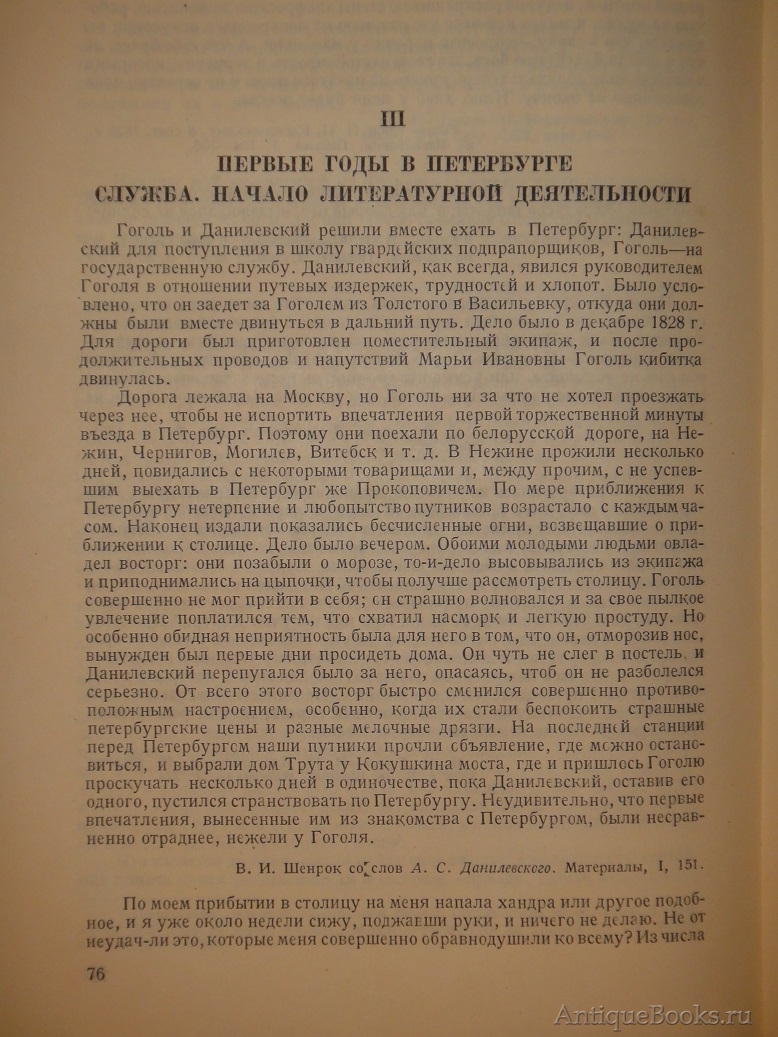 III
ПЕРВЫЕ ГОДЫ В ПЕТЕРБУРГЕ
СЛУЖБА. НАЧАЛО ЛИТЕРАТУРНОЙ ДЕЯТЕЛЬНОСТИ
Гоголь и Данилевский решили вместе ехать в Петербург: Данилев-
ский для поступления в школу гвардейских подпрапорщиков, Гоголь—на
государственную службу. Данилевский, как всегда, явился руководителем
Гоголя в отношении путевых издержек, трудностей и хлопот. Было усло-
влено, что он заедет за Гоголем из Толстого в Васильевку, откуда они дол-
жны были вместе двинуться в дальний путь. Дело было в декабре 1828 г.
Для дороги был приготовлен поместительный экипаж, и после про-
должительных проводов и напутствий Марьи Ивановны Гоголь кибитка
двинулась.
Дорога лежала на Москву, но Гоголь ни за что не хотел проезжать
через нее, чтобы не испортить впечатления первой торжественной минуты
въезда в Петербург. Поэтому они поехали по белорусской дороге, на Не-
жин, Чернигов, Могилев, Витебск и т. д. В Нежине прожили несколько
дней, повидались с некоторыми товарищами и, между прочим, с не успев-
шим выехать в Петербург же Прокоповичем. По мере приближения к
Петербургу нетерпение и любопытство путников возрастало с каждым ча-
сом. Наконец издали показались бесчисленные огни, возвещавшие о при-
ближении к столице. Дело было вечером. Обоими молодыми людьми овла-
дел восторг: они позабыли о морозе, то-и-дело высовывались из экипажа
и приподнимались на цыпочки, чтобы получше рассмотреть столицу. Гоголь
совершенно не мог прийти в себя; он страшно волновался и за свое пылкое
увлечение поплатился тем, что схватил насморк и легкую простуду. Но
особенно обидная неприятность была для него в том, что он, отморозив нос,
вынужден был первые дни просидеть дома. Он чуть не слег в постель, и
Данилевский перепугался было за него, опасаясь, чтоб он не разболелся
серьезно. От всего этого восторг быстро сменился совершенно противо-
положным настроением, особенно, когда их стали беспокоить страшные
петербургские цены и разные мелочные дрязги. На последней станции
перед Петербургом наши путники прочли объявление, где можно остано-
виться, и выбрали дом Трута у Кокушкина моста, где и пришлось Гоголю
проскучать несколько дней в одиночестве, пока Данилевский, оставив его
одного, пустился странствовать по Петербургу. Неудивительно, что первые
впечатления, вынесенные им из знакомства с Петербургом, были несрав-
ненно отраднее, нежели у Гоголя.
В. И. Шенрок со слов А. С. Данилевского. Материалы, I, 151.
По моем прибытии в столицу на меня напала хандра или другое подоб-
ное, и я уже около недели сижу, поджавши руки, и ничего не делаю. Не от
неудач-ли это, которые меня совершенно обравнодушили ко всему? Из числа
76
AntiqueBooks.ru